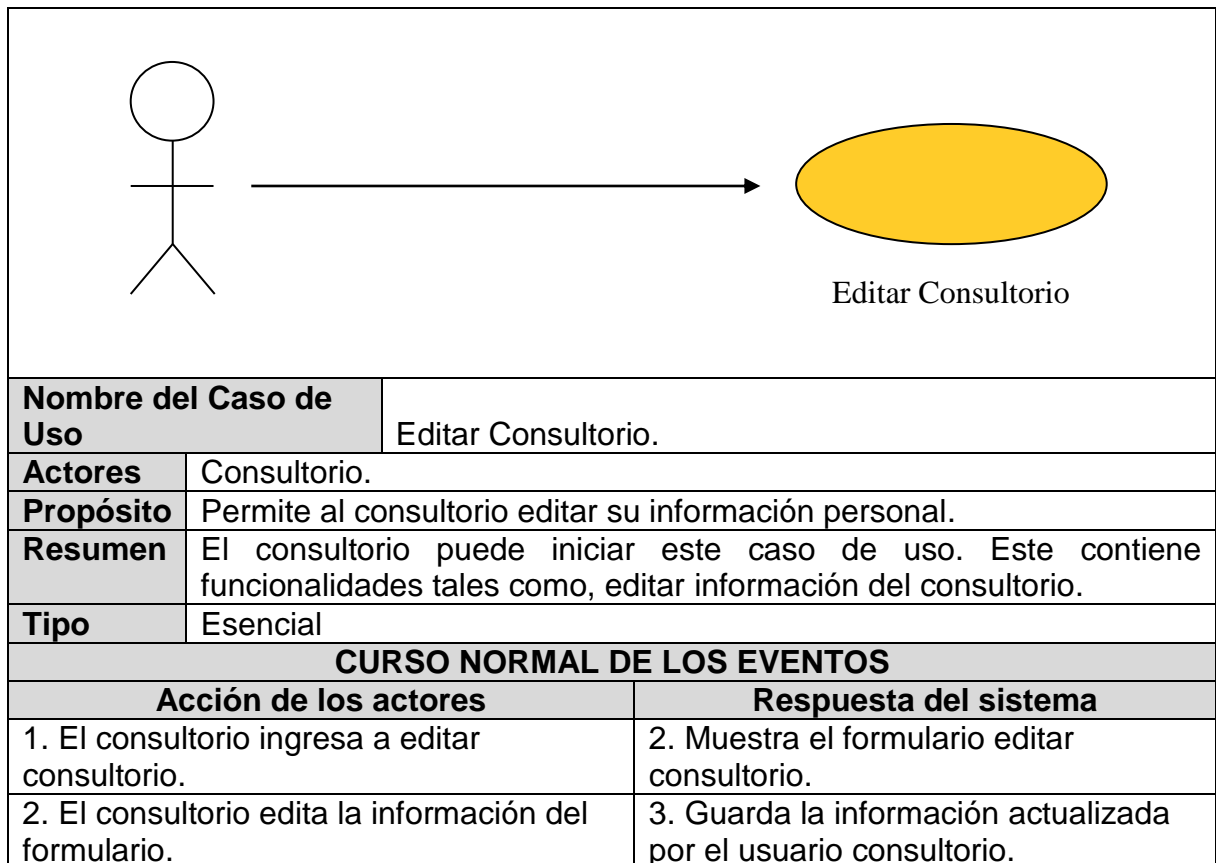 Editar Consultorio
Nombre del Caso de
Uso
Editar Consultorio.
Actores
Consultorio.
Propósito
Permite al consultorio editar su información personal.
Resumen
El consultorio puede iniciar este caso de uso. Este contiene
funcionalidades tales como, editar información del consultorio.
Tipo
Esencial
CURSO NORMAL DE LOS EVENTOS
Acción de los actores
Respuesta del sistema
1. El consultorio ingresa a editar
consultorio.
2. Muestra el formulario editar
consultorio.
2. El consultorio edita la información del
formulario.
3. Guarda la información actualizada
por el usuario consultorio.